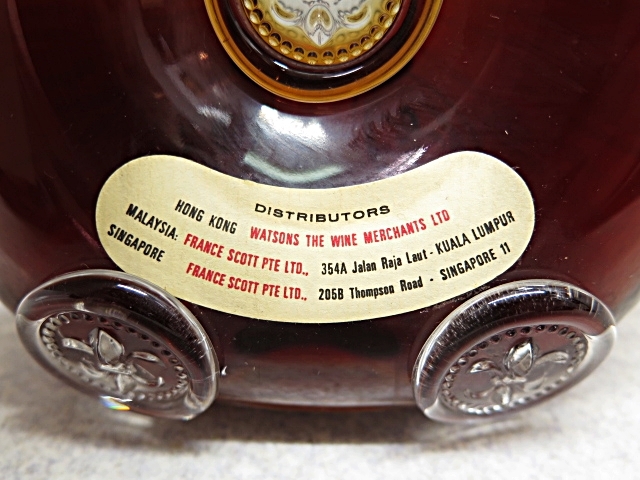 DISTRIBUTORS
HONG KONG WATSONS THE WINE MERCHANTS LTD
MALAYSIA: FRANCE SCOTT PTE LTD., 354A Jalan Raja Laut - KUALA LUMPUR
SINGAPORE FRANCE SCOTT PTE LTD., 205B Thompson Road - SINGAPORE 11